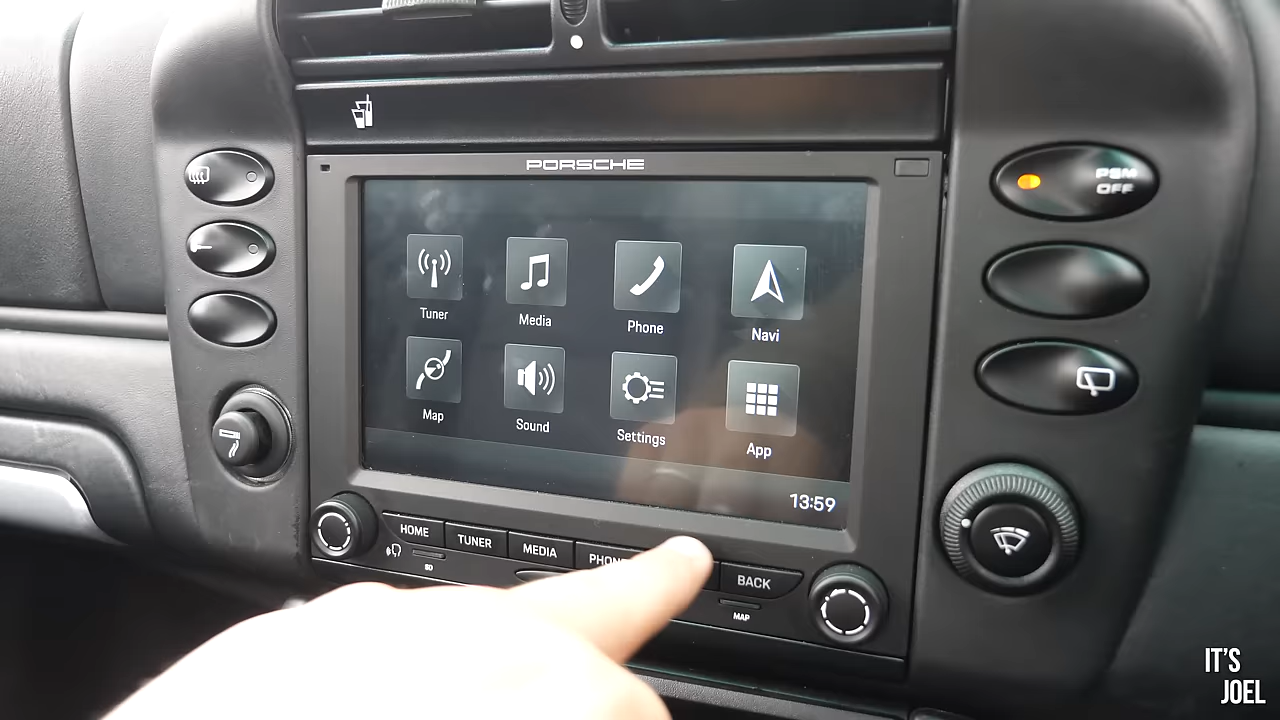 PORSCHE
PSM
OFF
Tuner
Media
Phone
Navi
Map
Sound
Settings
App
13:59
HOME
TUNER
MEDIA
BACK
SD
MAP
IT'S
JOEL